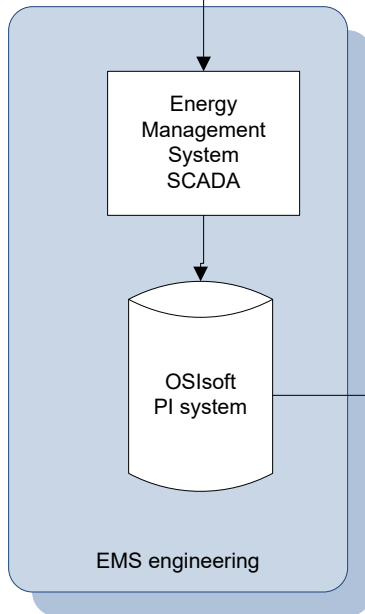 Energy
Management
System
SCADA
OSIsoft
PI system
EMS engineering